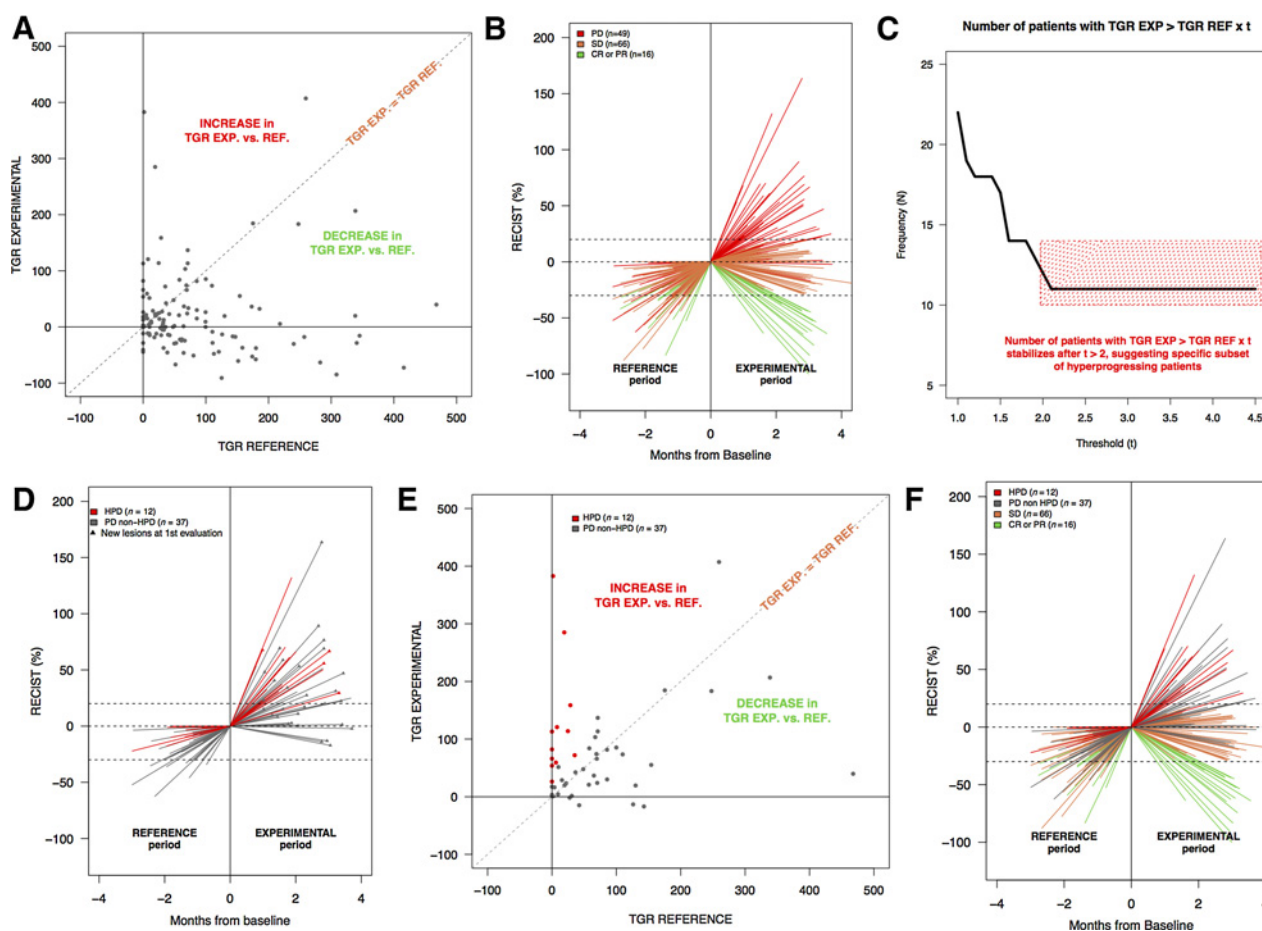 A
500
400
300
200
100
0
−100
TGR EXPERIMENTAL
INCREASE in
TGR EXP. vs. REF.
TGR EXP. = TGR REF.
DECREASE in
TGR EXP. vs. REF.
−100 0 100 200 300 400 500
TGR REFERENCE
B
200
150
100
50
0
−50
−100
RECIST (%)
PD (n=49)
SD (n=66)
CR or PR (n=16)
REFERENCE
period
EXPERIMENTAL
period
−4 −2 0 2 4
Months from Baseline
C
Number of patients with TGR EXP > TGR REF x t
25
20
15
10
5
Frequency (N)
Number of patients with TGR EXP > TGR REF x t
stabilizes after t > 2, suggesting specific subset
of hyperprogressing patients
1.0 1.5 2.0 2.5 3.0 3.5 4.0 4.5
Threshold (t)
D
200
150
100
50
0
−50
−100
RECIST (%)
HPD (n = 12)
PD non−HPD (n = 37)
New lesions at 1st evaluation
REFERENCE
period
EXPERIMENTAL
period
−4 −2 0 2 4
Months from baseline
E
500
400
300
200
100
0
−100
TGR EXPERIMENTAL
HPD (n = 12)
PD non−HPD (n = 37)
INCREASE in
TGR EXP. vs. REF.
TGR EXP. = TGR REF.
DECREASE in
TGR EXP. vs. REF.
−100 0 100 200 300 400 500
TGR REFERENCE
F
200
150
100
50
0
−50
−100
RECIST (%)
HPD (n = 12)
PD non HPD (n = 37)
SD (n=66)
CR or PR (n=16)
REFERENCE
period
EXPERIMENTAL
period
−4 −2 0 2
Months from Baseline